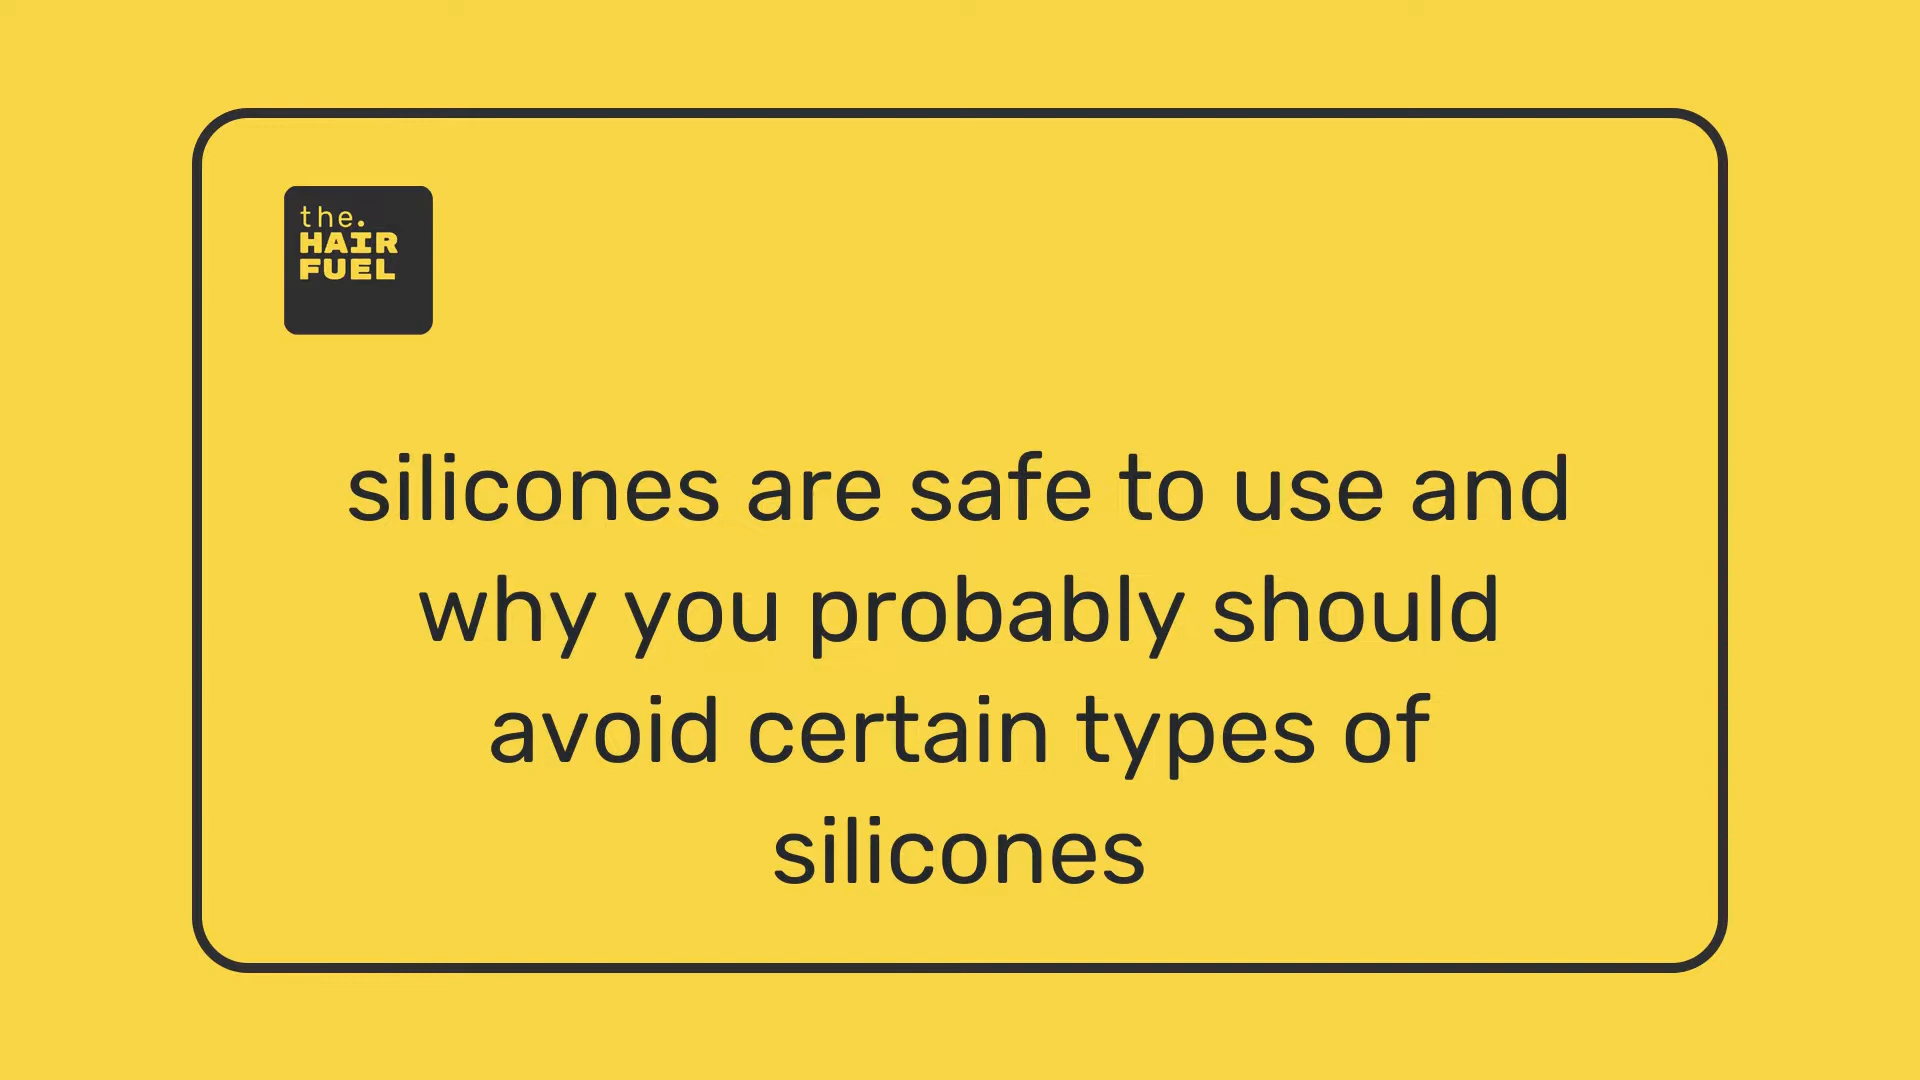 the.
HAIR
FUEL
silicones are safe to use and
why you probably should
avoid certain types of
silicones